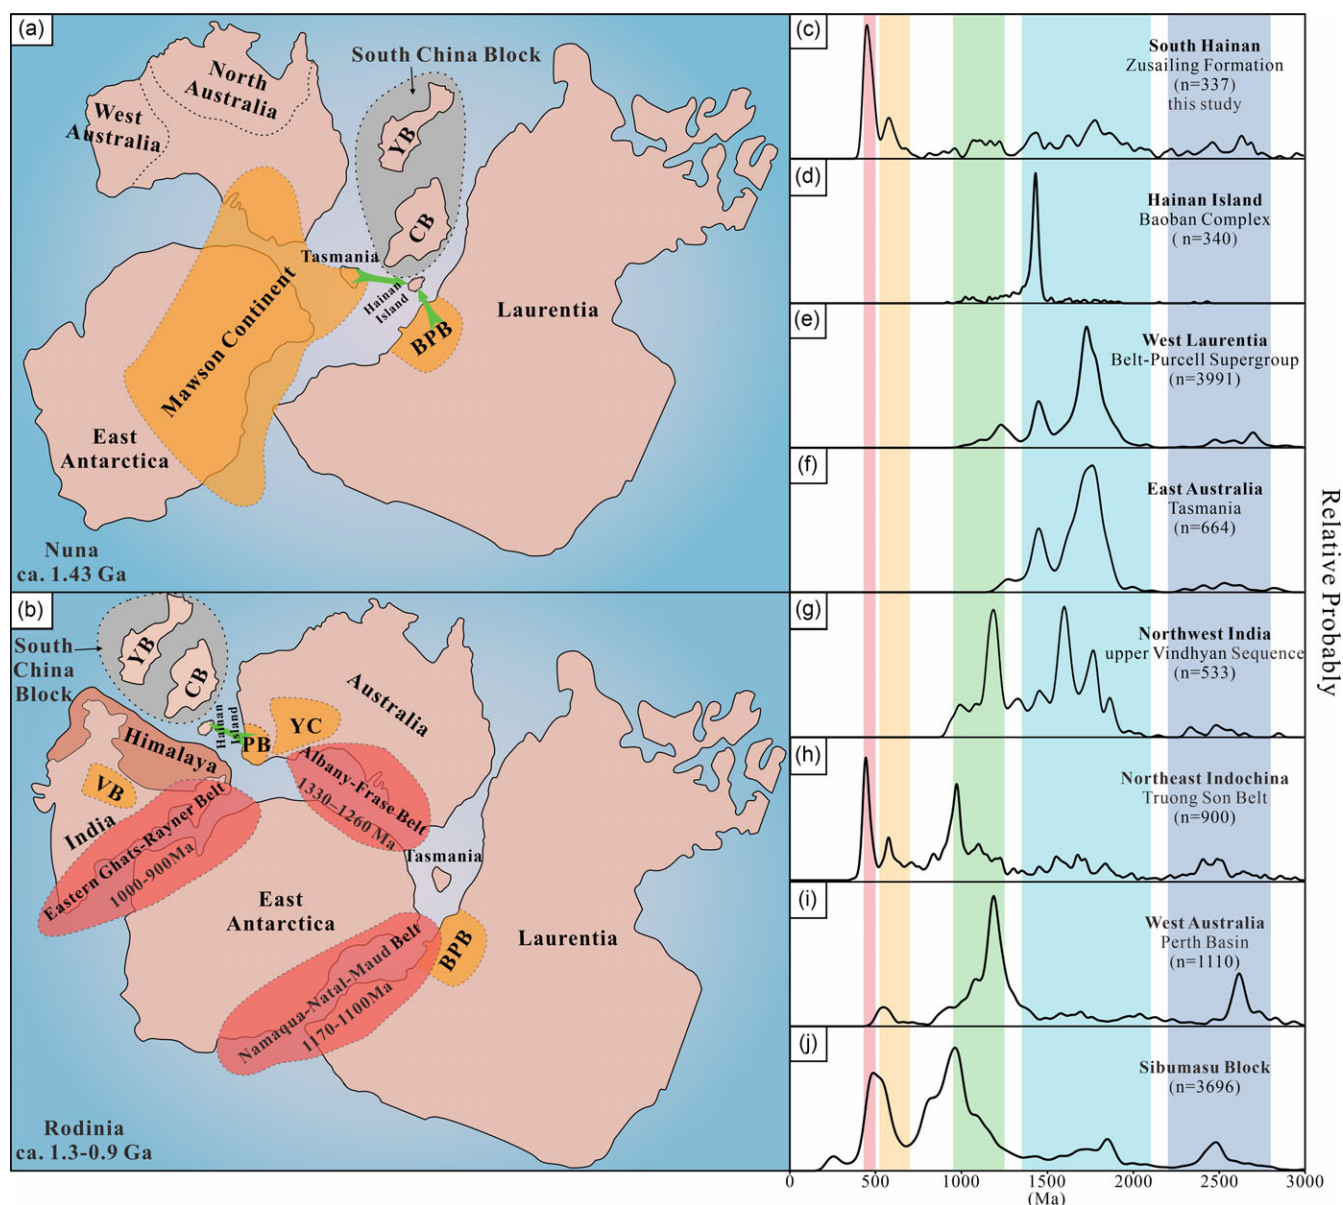 (a)
South China Block
North
Australia
West
Australia
YB
CB
Tasmania
Hainan
Island
Mawson Continent
BPB
Laurentia
East
Antarctica
Nuna
ca. 1.43 Ga
(b)
South
China
Block
YB
CB
Hainan
Island
PB
YC
Australia
Himalaya
VB
India
Albany-Frase Belt
1330–1260 Ma
Eastern Ghats-Rayner Belt
1000-900Ma
Tasmania
East
Antarctica
Laurentia
BPB
Namaqua-Natal-Maud Belt
1170-1100Ma
Rodinia
ca. 1.3-0.9 Ga
(c)
South Hainan
Zusailing Formation
(n=337)
this study
(d)
Hainan Island
Baoban Complex
( n=340)
(e)
West Laurentia
Belt-Purcell Supergroup
(n=3991)
(f)
East Australia
Tasmania
(n=664)
(g)
Northwest India
upper Vindhyan Sequence
(n=533)
(h)
Northeast Indochina
Truong Son Belt
(n=900)
(i)
West Australia
Perth Basin
(n=1110)
(j)
Sibumasu Block
(n=3696)
0 500 1000 1500 2000 2500 3000
(Ma)
Relative Probably